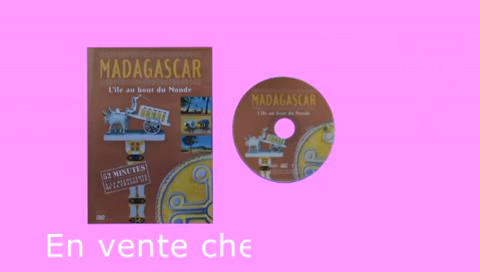 MADAGASCAR
L'île au bout du Monde
52 MINUTES
MADAGASCAR
L'île au bout du Monde
En vente che